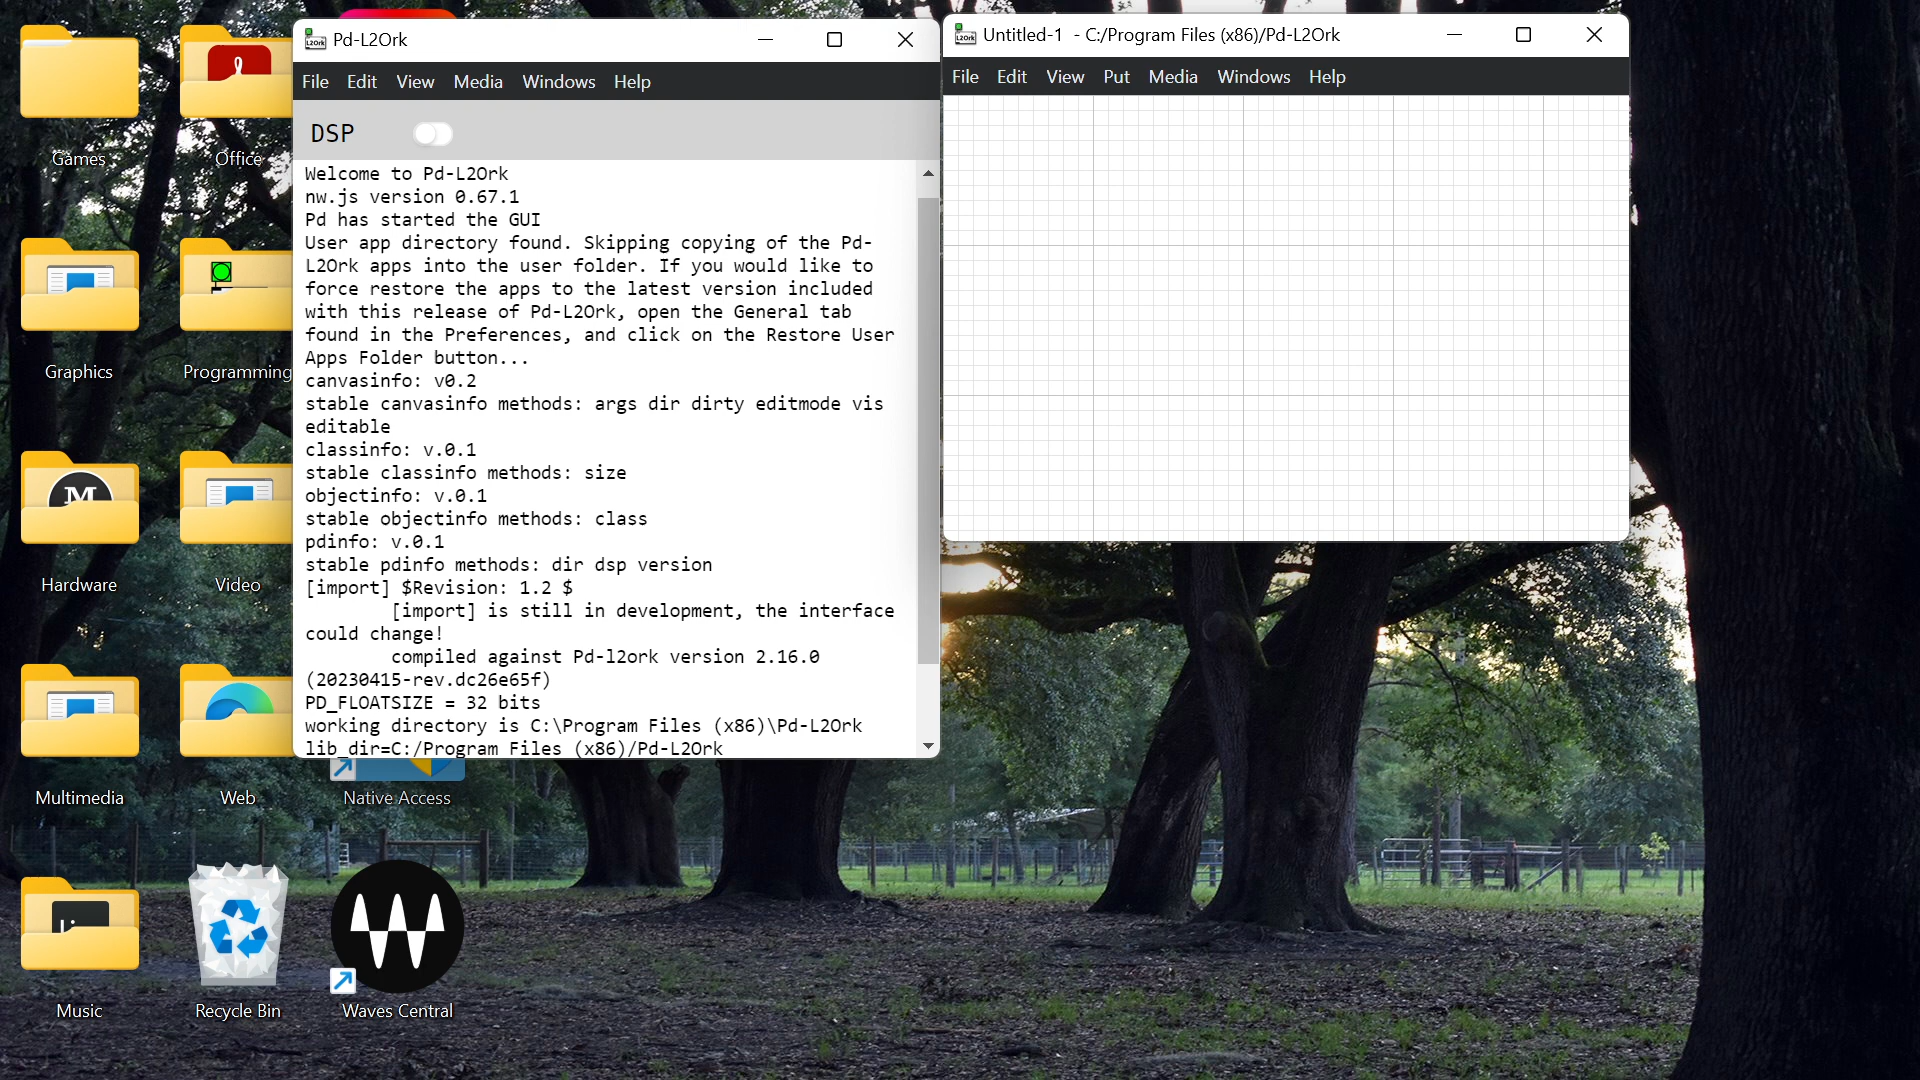 Pd-L2Ork
File Edit View Media Windows Help
DSP
Welcome to Pd-L2Ork
nw.js version 0.67.1
Pd has started the GUI
User app directory found. Skipping copying of the Pd-
L2Ork apps into the user folder. If you would like to
force restore the apps to the latest version included
with this release of Pd-L2Ork, open the General tab
found in the Preferences, and click on the Restore User
Apps Folder button...
canvasinfo: v0.2
stable canvasinfo methods: args dir dirty editmode vis
editable
classinfo: v.0.1
stable classinfo methods: size
objectinfo: v.0.1
stable objectinfo methods: class
pdinfo: v.0.1
stable pdinfo methods: dir dsp version
[import] $Revision: 1.2 $
[import] is still in development, the interface
could change!
compiled against Pd-l2ork version 2.16.0
(20230415-rev.dc26e65f)
PD_FLOATSIZE = 32 bits
working directory is C:\Program Files (x86)\Pd-L2Ork
lib_dir=C:/Program Files (x86)/Pd-L2Ork
Untitled-1 - C:/Program Files (x86)/Pd-L2Ork
File Edit View Put Media Windows Help
Games
Office
Graphics
Programming
Hardware
Video
Multimedia
Web
Native Access
Music
Recycle Bin
Waves Central